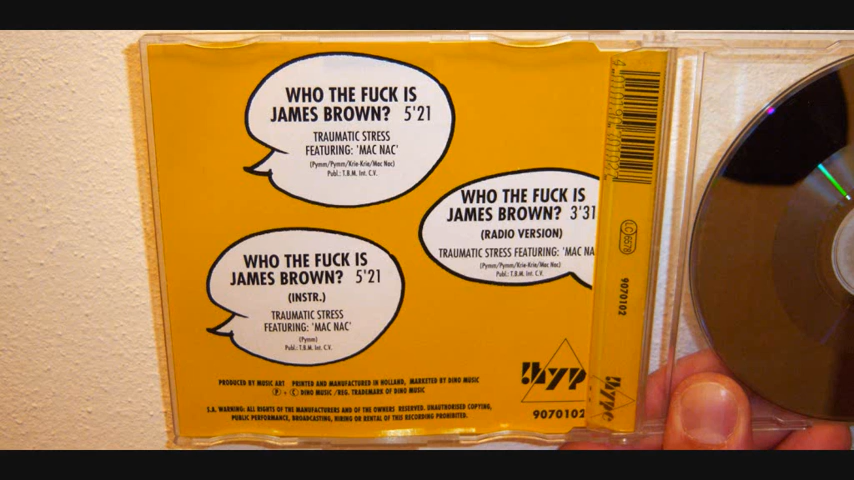 WHO THE FUCK IS
JAMES BROWN? 5'21
TRAUMATIC STRESS
FEATURING: 'MAC NAC'
(Pymm/Pymm/Krie-Krie/Mac Nac)
Publ.: T.B.M. Int. C.V.
WHO THE FUCK IS
JAMES BROWN? 3'31
(RADIO VERSION)
TRAUMATIC STRESS FEATURING: 'MAC NA
(Pymm/Pymm/Krie-Krie/Mac Nac)
Publ.: T.B.M. Int. C.V.
WHO THE FUCK IS
JAMES BROWN? 5'21
(INSTR.)
TRAUMATIC STRESS
FEATURING: 'MAC NAC'
(Pymm)
Publ.: T.B.M. Int. C.V.
PRODUCED BY MUSIC ART PRINTED AND MANUFACTURED IN HOLLAND, MARKETED BY DINO MUSIC
Ⓟ + Ⓒ DINO MUSIC /REG. TRADEMARK OF DINO MUSIC
S.A. WARNING: ALL RIGHTS OF THE MANUFACTURERS AND OF THE OWNERS RESERVED. UNAUTHORISED COPYING,
PUBLIC PERFORMANCE, BROADCASTING, HIRING OR RENTAL OF THIS RECORDING PROHIBITED.
!hyp
9070102
LC 6578
9070102
!hype